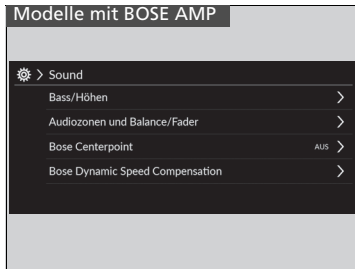 Modelle mit BOSE AMP
> Sound
Bass/Höhen >
Audiozonen und Balance/Fader >
Bose Centerpoint AUS >
Bose Dynamic Speed Compensation >